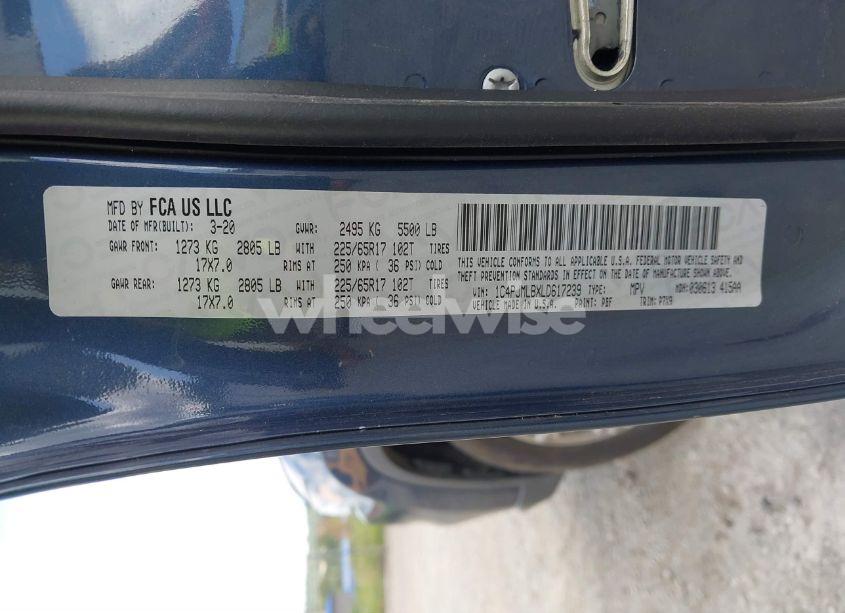 MFD BY FCA US LLC
DATE OF MFR(BUILT): 3-20 GVWR: 2495 KG 5500 LB
GAWR FRONT: 1273 KG 2805 LB WITH 225/65R17 102T TIRES
17X7.0 RIMS AT 250 KPA ( 36 PSI) COLD
GAWR REAR: 1273 KG 2805 LB WITH 225/65R17 102T TIRES
17X7.0 RIMS AT 250 KPA ( 36 PSI) COLD
THIS VEHICLE CONFORMS TO ALL APPLICABLE U.S.A. FEDERAL MOTOR VEHICLE SAFETY AND
THEFT PREVENTION STANDARDS IN EFFECT ON THE DATE OF MANUFACTURE SHOWN ABOVE.
VIN: 1C4PJMLBXLD617239 TYPE: MPV MDH: 030613 415AA
VEHICLE MADE IN U.S.A. PAINT: PBF TRIM: P7X9
wheelwise